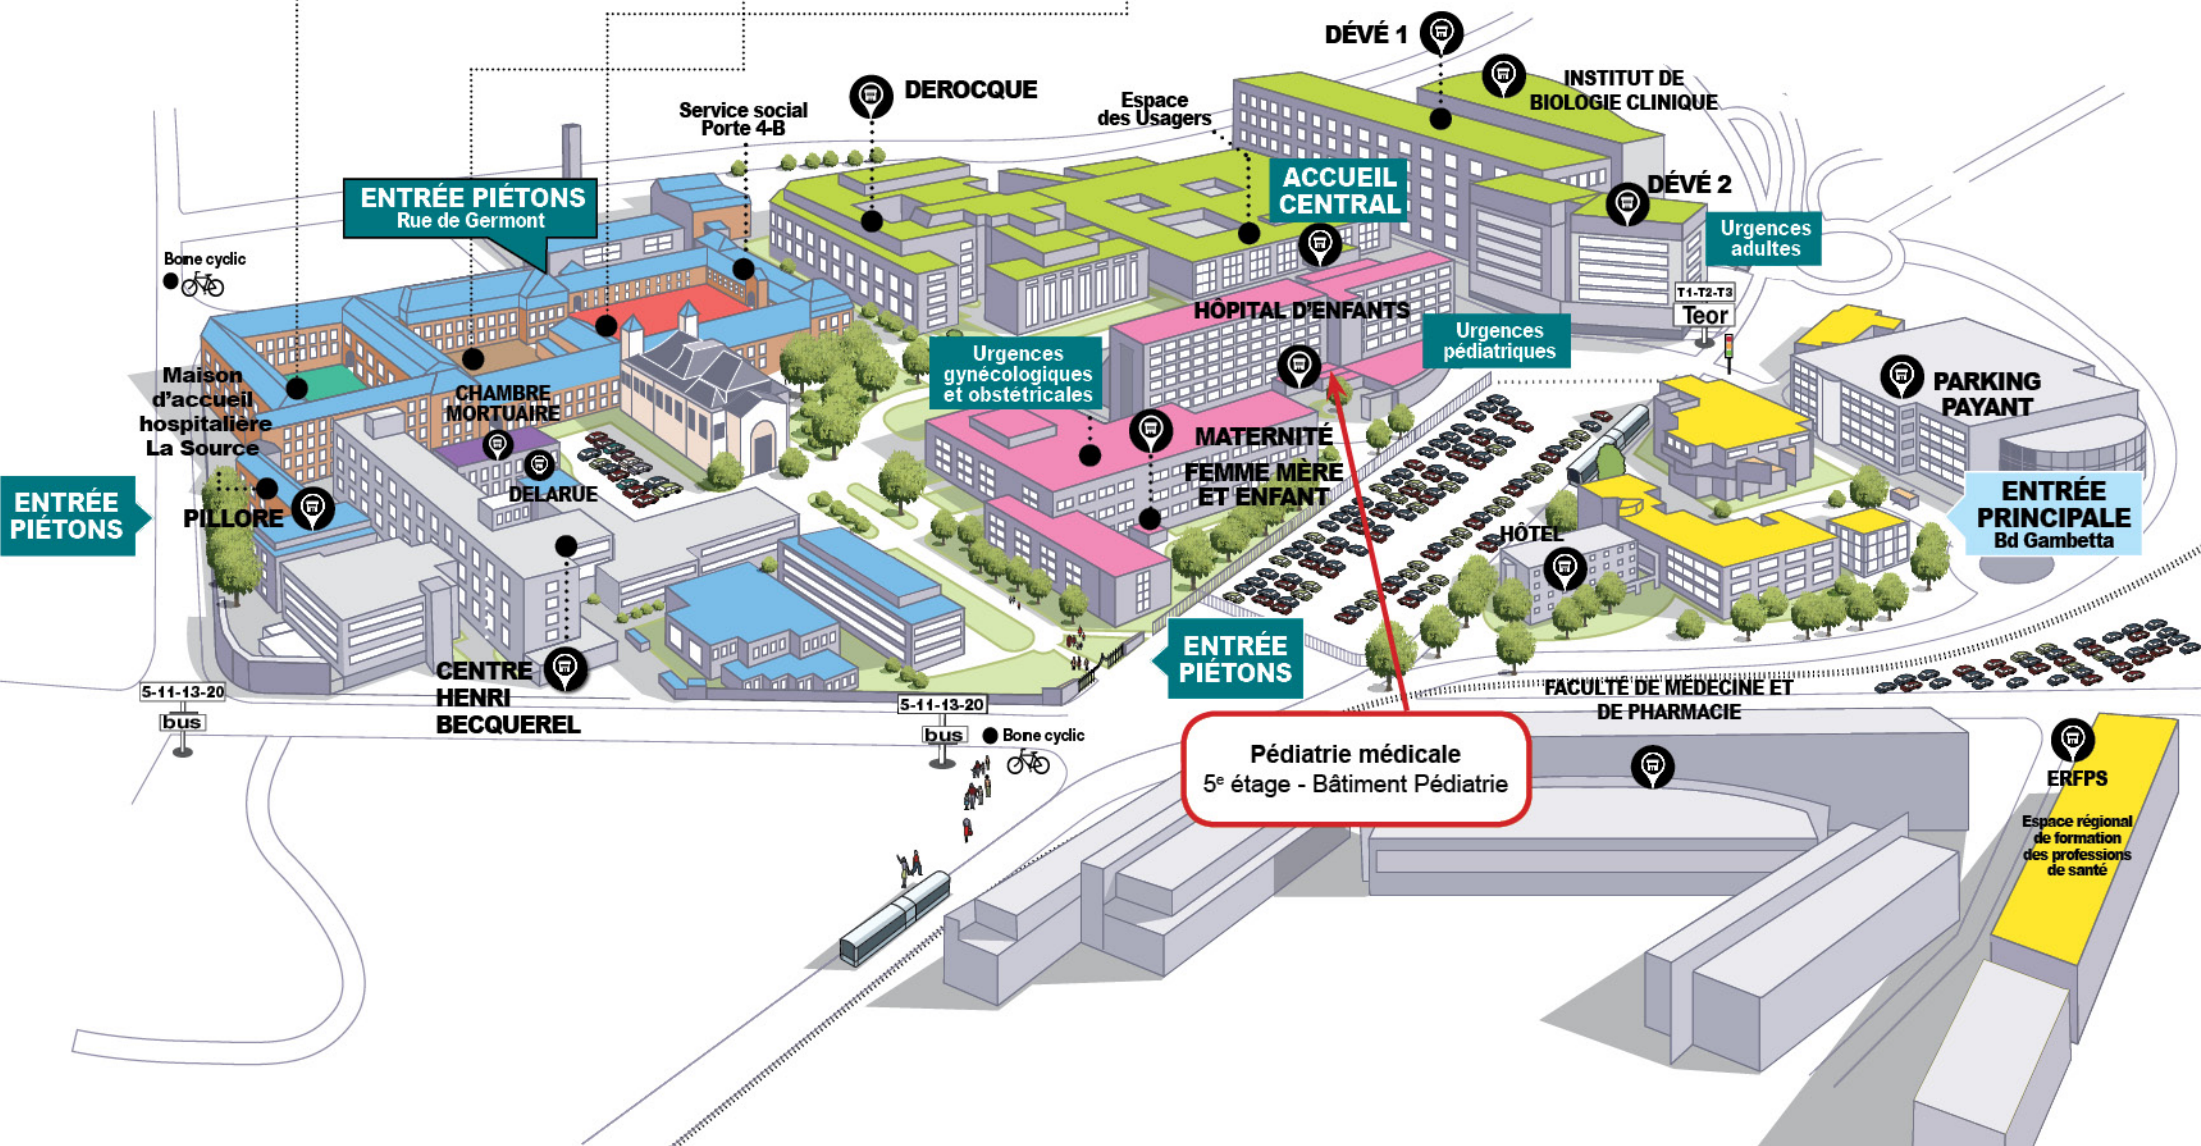 DÉVÉ 1
INSTITUT DE
BIOLOGIE CLINIQUE
DEROCQUE
Service social
Porte 4-B
Espace
des Usagers
ACCUEIL
CENTRAL
DÉVÉ 2
Urgences
adultes
ENTRÉE PIÉTONS
Rue de Germont
Borne cyclic
T1-T2-T3
Teor
HÔPITAL D'ENFANTS
Urgences
pédiatriques
Urgences
gynécologiques
et obstétricales
Maison
d'accueil
hospitalière
La Source
CHAMBRE
MORTUAIRE
DELARUE
PILLORE
ENTRÉE
PIÉTONS
MATERNITÉ
FEMME MÈRE
ET ENFANT
PARKING
PAYANT
ENTRÉE
PRINCIPALE
Bd Gambetta
HÔTEL
ENTRÉE
PIÉTONS
CENTRE
HENRI
BECQUEREL
5-11-13-20
bus
5-11-13-20
bus
Borne cyclic
FACULTÉ DE MÉDECINE ET
DE PHARMACIE
Pédiatrie médicale
5e étage - Bâtiment Pédiatrie
ERFPS
Espace régional
de formation
des professions
de santé